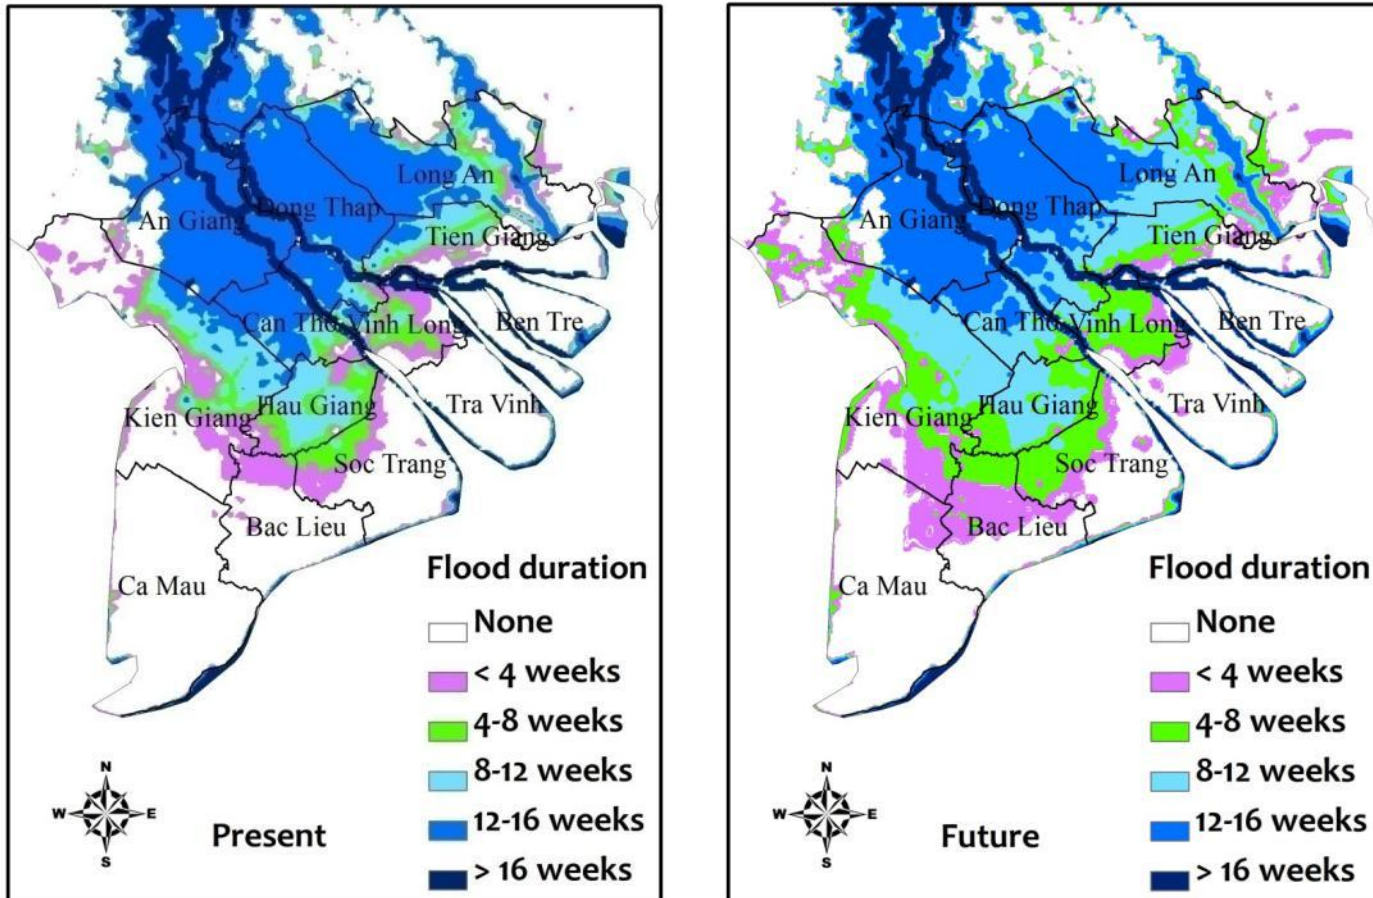 Long An
An Giang
Dong Thap
Tien Giang
Can Tho
Vinh Long
Ben Tre
Kien Giang
Hau Giang
Tra Vinh
Soc Trang
Bac Lieu
Ca Mau
Flood duration
None
< 4 weeks
4-8 weeks
8-12 weeks
12-16 weeks
> 16 weeks
N
W
E
S
Present
Long An
An Giang
Dong Thap
Tien Giang
Can Tho
Vinh Long
Ben Tre
Kien Giang
Hau Giang
Tra Vinh
Soc Trang
Bac Lieu
Ca Mau
Flood duration
None
< 4 weeks
4-8 weeks
8-12 weeks
12-16 weeks
> 16 weeks
N
W
E
S
Future